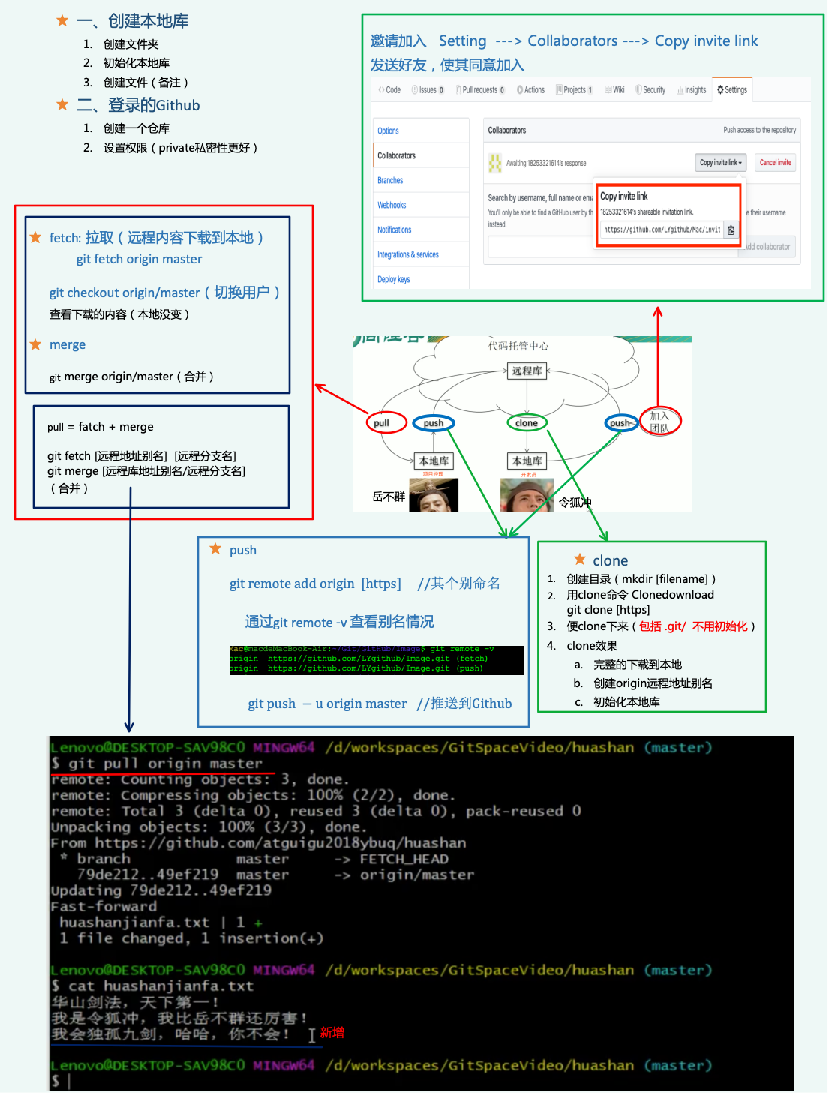 一、创建本地库
1. 创建文件夹
2. 初始化本地库
3. 创建文件（备注）
二、登录的Github
1. 创建一个仓库
2. 设置权限（private私密性更好）
邀请加入 Setting ---> Collaborators ---> Copy invite link
发送好友，使其同意加入
Code Issues 0 Pull requests 0 Actions Projects 1 Wiki Security Insights Settings
Options
Collaborators
Branches
Webhooks
Notifications
Integrations & services
Deploy keys
Collaborators Push access to the repository
Awaiting 18253321614's response Copy invite link Cancel invite
Search by username, full name or ema
You'll only be able to find a GitHub user by th
instead.
Copy invite link
18253321614's shareable invitation link.
https://github.com/LYgithub/Mac/invit
e their username
dd collaborator
fetch: 拉取（远程内容下载到本地）
git fetch origin master
git checkout origin/master（切换用户）
查看下载的内容（本地没变）
merge
git merge origin/master（合并）
pull = fatch + merge
git fetch [远程地址别名] [远程分支名]
git merge [远程库地址别名/远程分支名]
（合并）
代码托管中心
远程库
pull
push
clone
push
加入
团队
本地库
本地库
岳不群
令狐冲
push
git remote add origin [https] //其个别命名
通过git remote -v 查看别名情况
Mac@macdeMacBook-Air:~/Git/GitHub/Image$ git remote -v
origin https://github.com/LYgithub/Image.git (fetch)
origin https://github.com/LYgithub/Image.git (push)
git push – u origin master //推送到Github
clone
1. 创建目录（mkdir [filename]）
2. 用clone命令 Clonedownload
git clone [https]
3. 便clone下来（包括 .git/ 不用初始化）
4. clone效果
a. 完整的下载到本地
b. 创建origin远程地址别名
c. 初始化本地库
Lenovo@DESKTOP-SAV98C0 MINGW64 /d/workspaces/GitSpaceVideo/huashan (master)
$ git pull origin master
remote: Counting objects: 3, done.
remote: Compressing objects: 100% (2/2), done.
remote: Total 3 (delta 0), reused 3 (delta 0), pack-reused 0
Unpacking objects: 100% (3/3), done.
From https://github.com/atguigu2018ybuq/huashan
* branch master -> FETCH_HEAD
79de212..49ef219 master -> origin/master
Updating 79de212..49ef219
Fast-forward
huashanjianfa.txt | 1 +
1 file changed, 1 insertion(+)
Lenovo@DESKTOP-SAV98C0 MINGW64 /d/workspaces/GitSpaceVideo/huashan (master)
$ cat huashanjianfa.txt
华山剑法，天下第一！
我是令狐冲，我比岳不群还厉害！
我会独孤九剑，哈哈，你不会！ 新增
Lenovo@DESKTOP-SAV98C0 MINGW64 /d/workspaces/GitSpaceVideo/huashan (master)
$